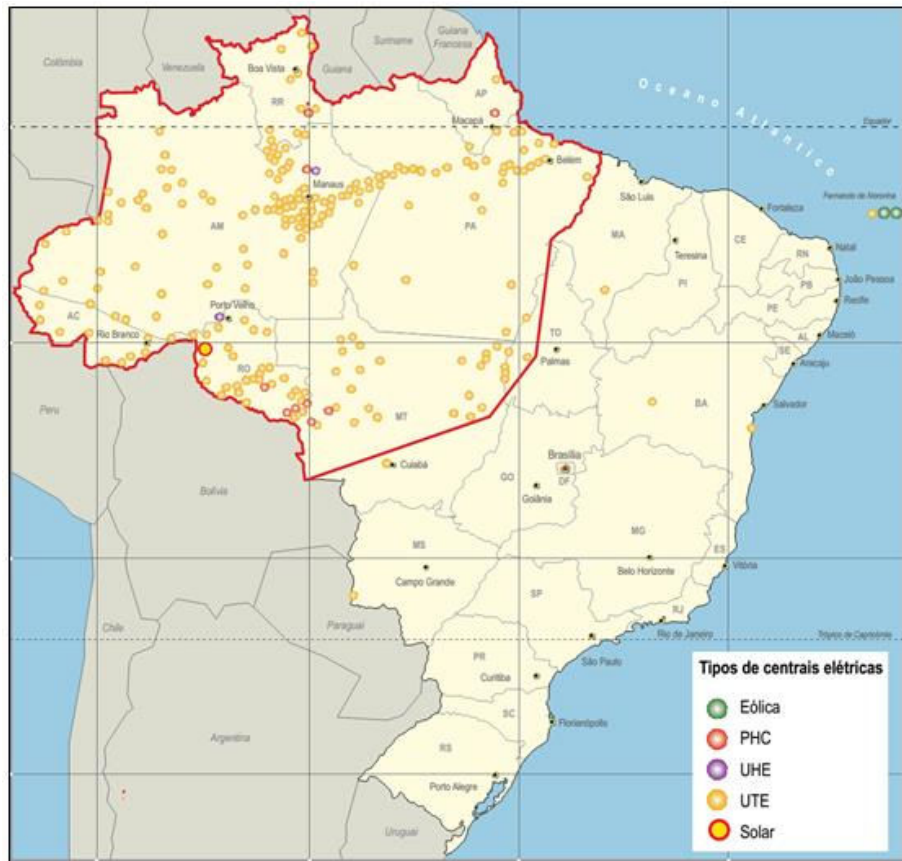 Colômbia
Venezuela
Guiana
Suriname
Guiana
Francesa
Boa Vista
RR
AP
Macapá
Oceano Atlântico
Equador
Belém
Manaus
São Luís
Fortaleza
Fernando de Noronha
AM
PA
MA
Teresina
CE
RN
Natal
PI
PB
João Pessoa
PE
Recife
AC
Porto Velho
Rio Branco
RO
TO
Palmas
AL
Maceió
SE
Aracaju
Peru
MT
BA
Salvador
Cuiabá
Brasília
DF
GO
Goiânia
Bolívia
MG
MS
Campo Grande
Belo Horizonte
ES
Vitória
SP
RJ
Rio de Janeiro
Chile
Paraguai
Trópico de Capricórnio
São Paulo
PR
Curitiba
SC
Florianópolis
Argentina
RS
Porto Alegre
Uruguai
Tipos de centrais elétricas
Eólica
PHC
UHE
UTE
Solar